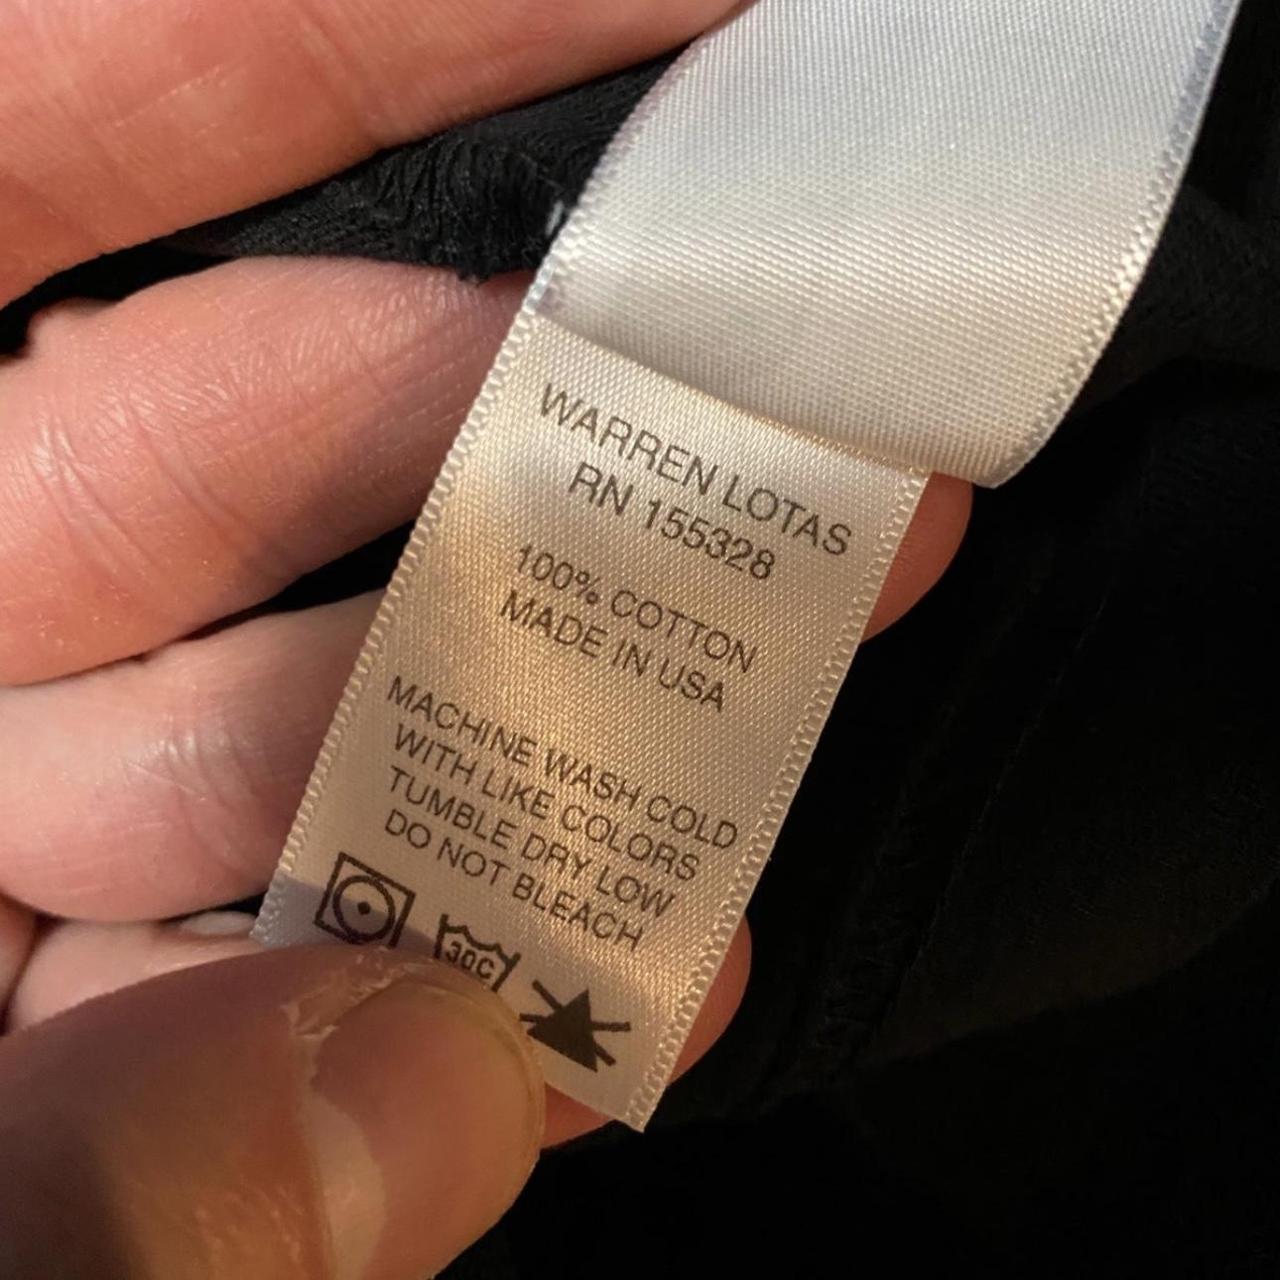 WARREN LOTAS
RN 155328
100% COTTON
MADE IN USA
MACHINE WASH COLD
WITH LIKE COLORS
TUMBLE DRY LOW
DO NOT BLEACH
30C